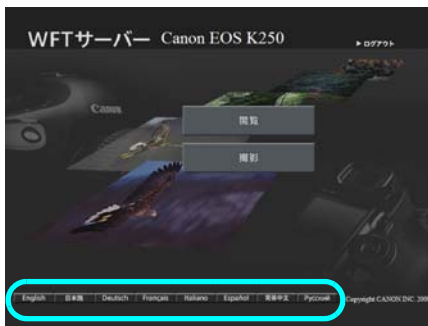 WFTサーバー Canon EOS K250
▶ ログアウト
Canon
閲覧
撮影
English 日本語 Deutsch Français Italiano Español 简体中文 Русский
Copyright CANON INC. 200